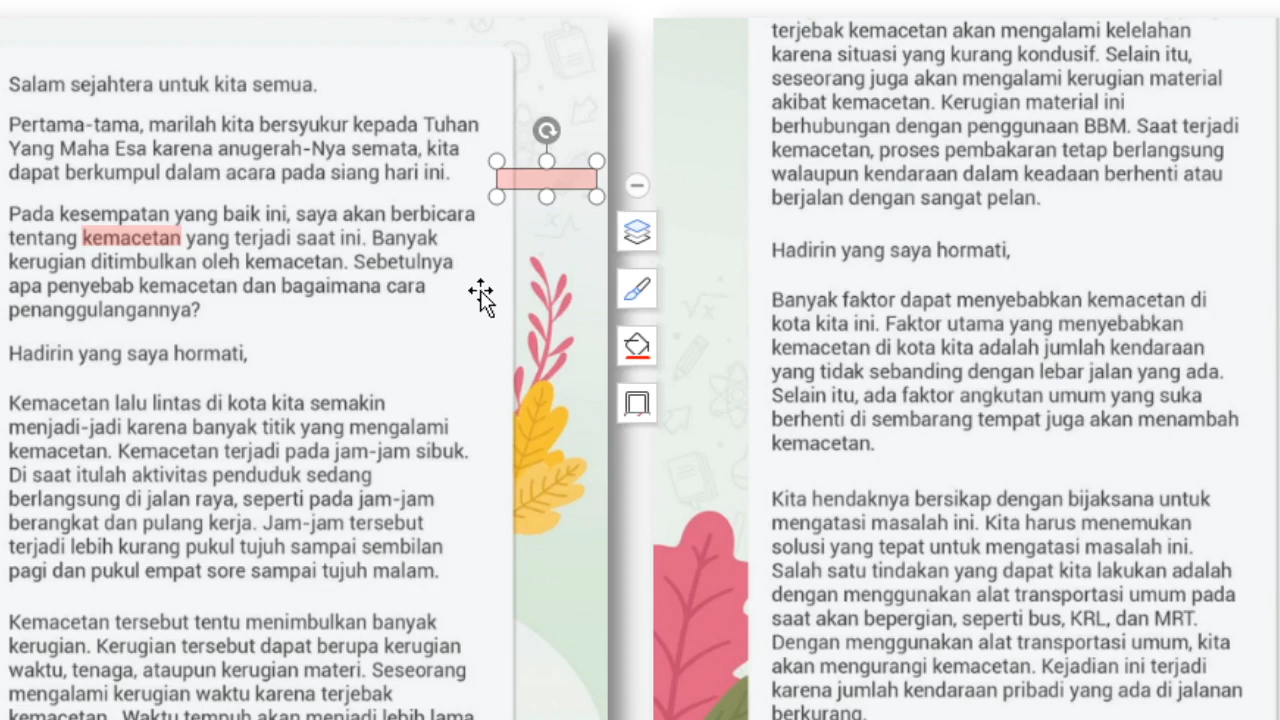 Salam sejahtera untuk kita semua.
Pertama-tama, marilah kita bersyukur kepada Tuhan
Yang Maha Esa karena anugerah-Nya semata, kita
dapat berkumpul dalam acara pada siang hari ini.
Pada kesempatan yang baik ini, saya akan berbicara
tentang kemacetan yang terjadi saat ini. Banyak
kerugian ditimbulkan oleh kemacetan. Sebetulnya
apa penyebab kemacetan dan bagaimana cara
penanggulangannya?
Hadirin yang saya hormati,
Kemacetan lalu lintas di kota kita semakin
menjadi-jadi karena banyak titik yang mengalami
kemacetan. Kemacetan terjadi pada jam-jam sibuk.
Di saat itulah aktivitas penduduk sedang
berlangsung di jalan raya, seperti pada jam-jam
berangkat dan pulang kerja. Jam-jam tersebut
terjadi lebih kurang pukul tujuh sampai sembilan
pagi dan pukul empat sore sampai tujuh malam.
Kemacetan tersebut tentu menimbulkan banyak
kerugian. Kerugian tersebut dapat berupa kerugian
waktu, tenaga, ataupun kerugian materi. Seseorang
mengalami kerugian waktu karena terjebak
kemacetan. Waktu tempuh akan menjadi lebih lama
terjebak kemacetan akan mengalami kelelahan
karena situasi yang kurang kondusif. Selain itu,
seseorang juga akan mengalami kerugian material
akibat kemacetan. Kerugian material ini
berhubungan dengan penggunaan BBM. Saat terjadi
kemacetan, proses pembakaran tetap berlangsung
walaupun kendaraan dalam keadaan berhenti atau
berjalan dengan sangat pelan.
Hadirin yang saya hormati,
Banyak faktor dapat menyebabkan kemacetan di
kota kita ini. Faktor utama yang menyebabkan
kemacetan di kota kita adalah jumlah kendaraan
yang tidak sebanding dengan lebar jalan yang ada.
Selain itu, ada faktor angkutan umum yang suka
berhenti di sembarang tempat juga akan menambah
kemacetan.
Kita hendaknya bersikap dengan bijaksana untuk
mengatasi masalah ini. Kita harus menemukan
solusi yang tepat untuk mengatasi masalah ini.
Salah satu tindakan yang dapat kita lakukan adalah
dengan menggunakan alat transportasi umum pada
saat akan bepergian, seperti bus, KRL, dan MRT.
Dengan menggunakan alat transportasi umum, kita
akan mengurangi kemacetan. Kejadian ini terjadi
karena jumlah kendaraan pribadi yang ada di jalanan
berkurang.